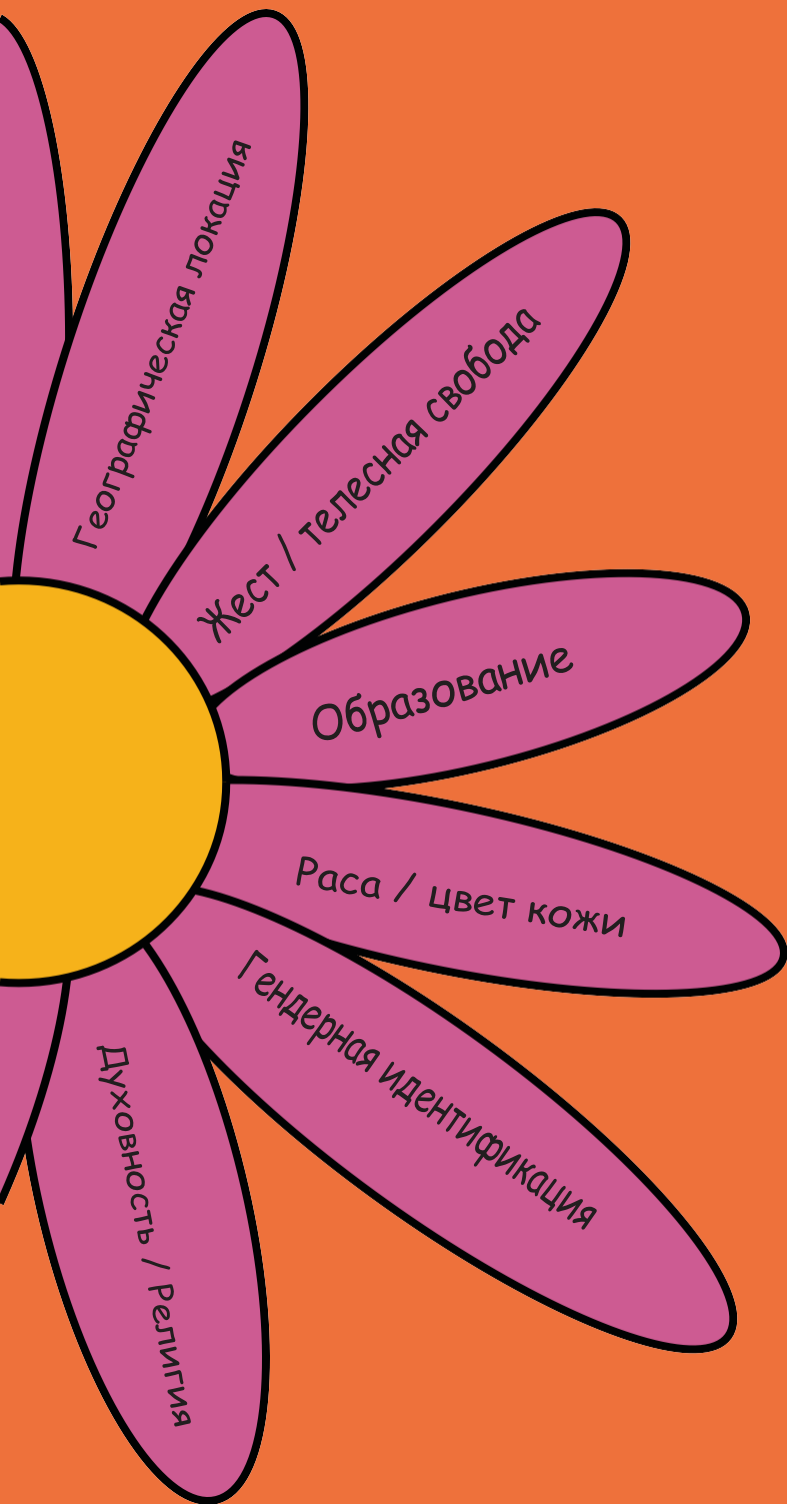 Географическая локация
Жест / телесная свобода
Образование
Раса / цвет кожи
Гендерная идентификация
Духовность / Религия